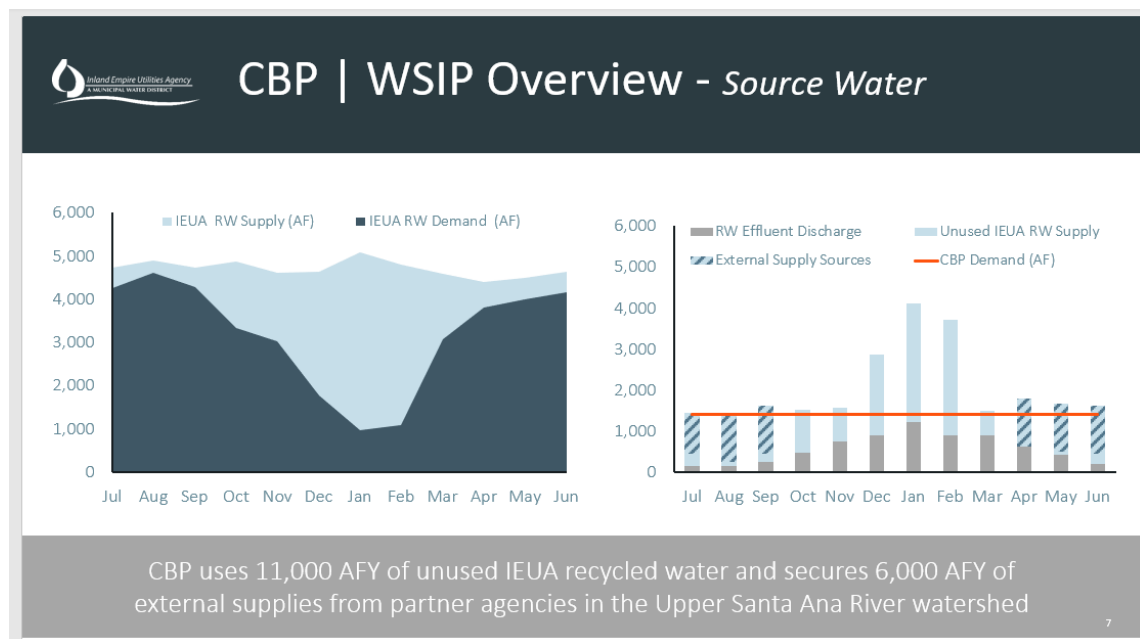 Inland Empire Utilities Agency
A MUNICIPAL WATER DISTRICT
CBP | WSIP Overview - Source Water
6,000
5,000
4,000
3,000
2,000
1,000
0
IEUA RW Supply (AF)
IEUA RW Demand (AF)
Jul Aug Sep Oct Nov Dec Jan Feb Mar Apr May Jun
6,000
5,000
4,000
3,000
2,000
1,000
0
RW Effluent Discharge
Unused IEUA RW Supply
External Supply Sources
CBP Demand (AF)
Jul Aug Sep Oct Nov Dec Jan Feb Mar Apr May Jun
CBP uses 11,000 AFY of unused IEUA recycled water and secures 6,000 AFY of
external supplies from partner agencies in the Upper Santa Ana River watershed
7